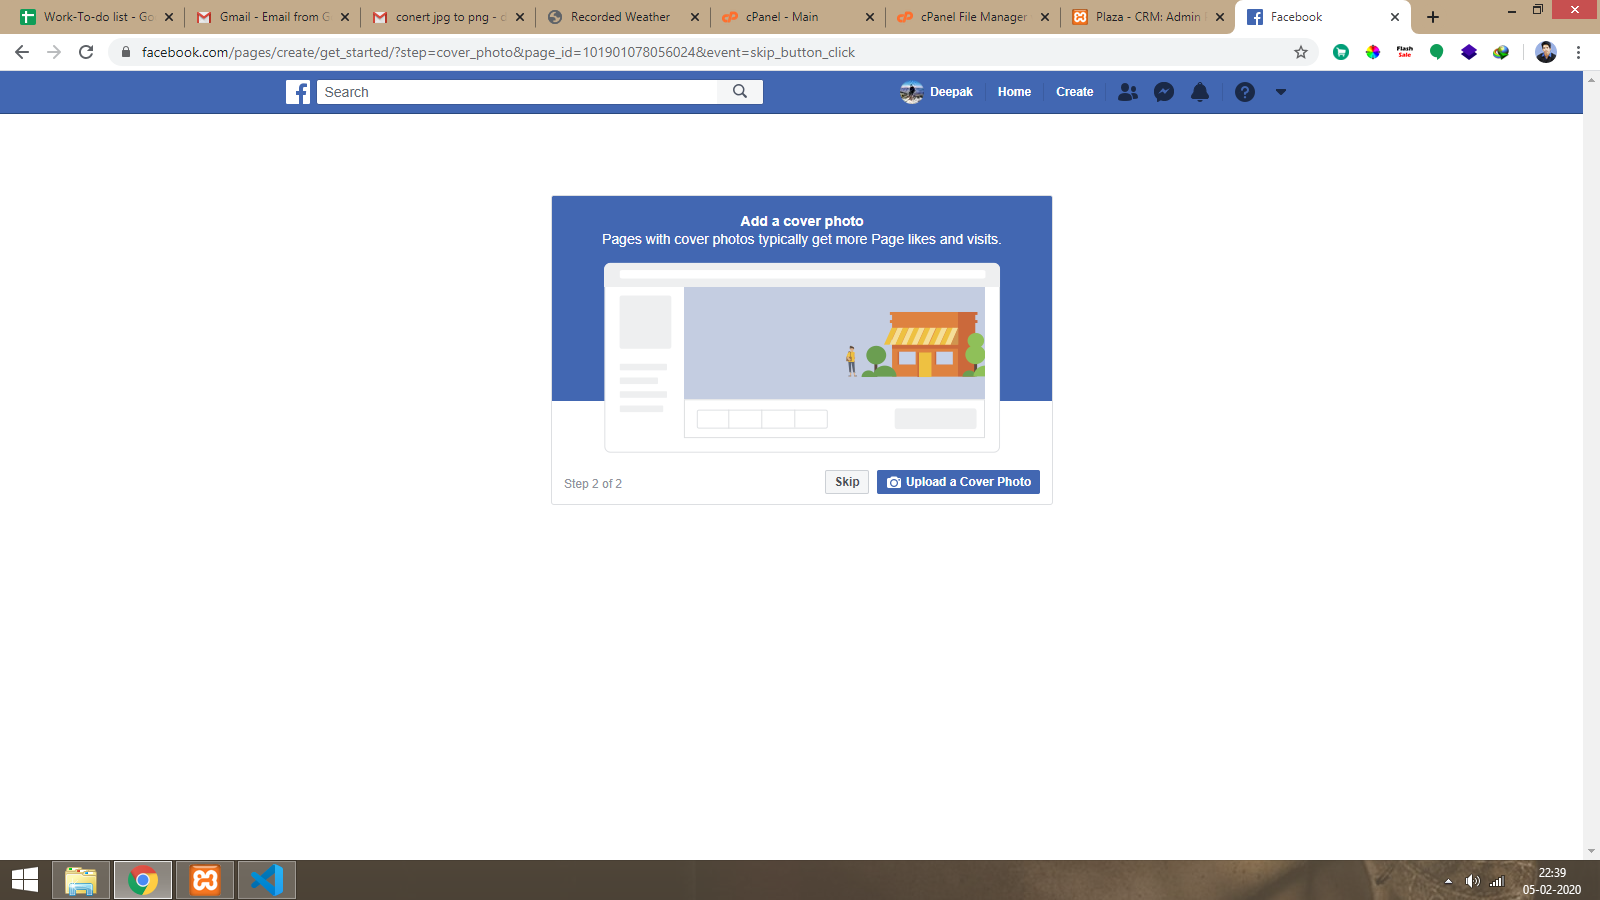 Work-To-do list - Go
Gmail - Email from G
conert jpg to png - d
Recorded Weather
cPanel - Main
cPanel File Manager
Plaza - CRM: Admin
Facebook
facebook.com/pages/create/get_started/?step=cover_photo&page_id=101901078056024&event=skip_button_click
Flash
Sale
Search
Deepak
Home
Create
Add a cover photo
Pages with cover photos typically get more Page likes and visits.
Step 2 of 2
Skip
Upload a Cover Photo
22:39
05-02-2020